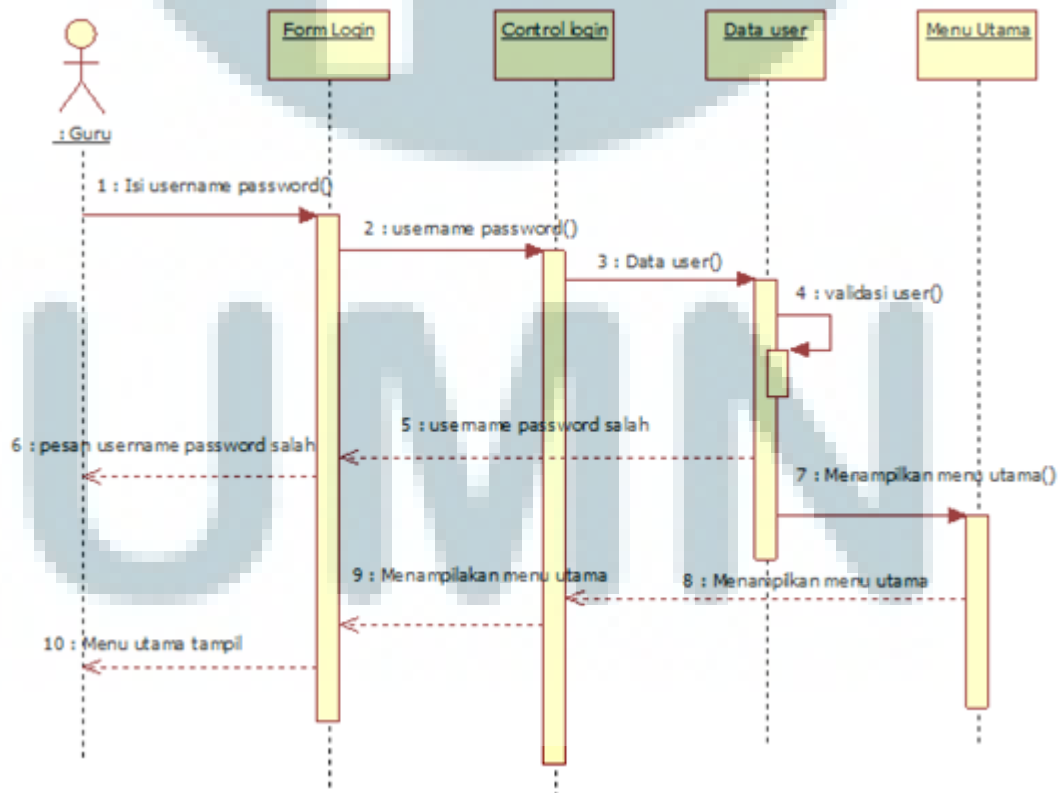 Form Login
Control login
Data user
Menu Utama
: Guru
1 : Isi username password()
2 : username password()
3 : Data user()
4 : validasi user()
5 : username password salah
6 : pesan username password salah
7 : Menampilkan menu utama()
8 : Menampilkan menu utama
9 : Menampilakan menu utama
10 : Menu utama tampil
UMN